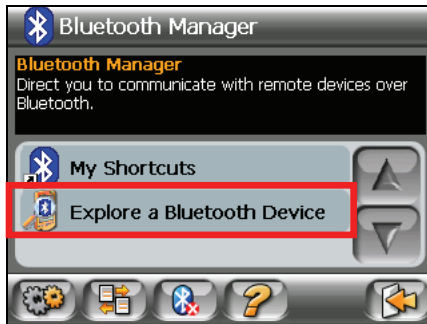 Bluetooth Manager
Bluetooth Manager
Direct you to communicate with remote devices over
Bluetooth.
My Shortcuts
Explore a Bluetooth Device